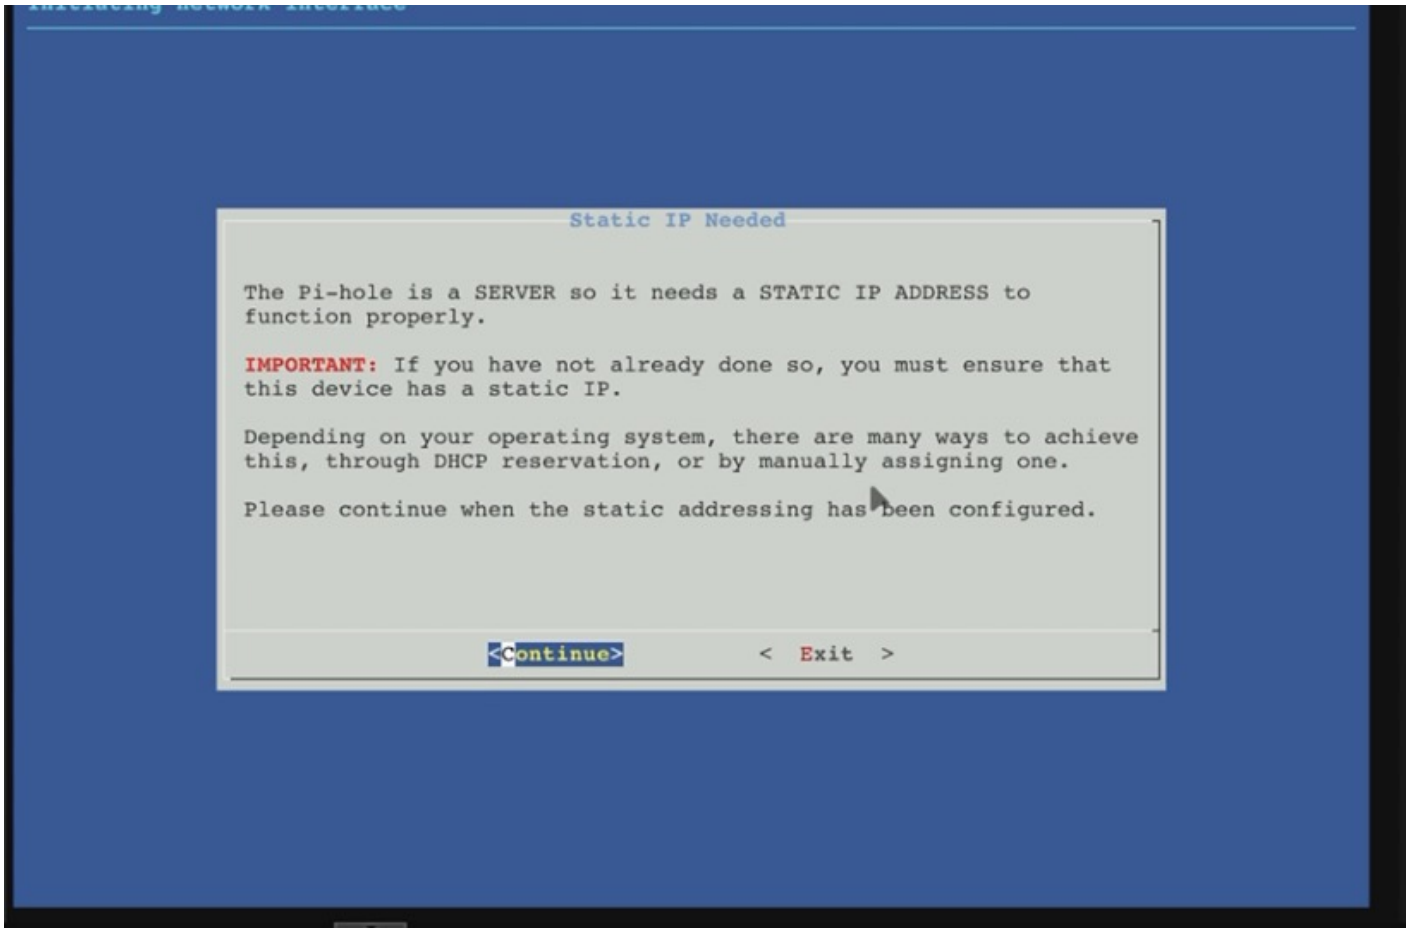 Initiating network interface
Static IP Needed
The Pi-hole is a SERVER so it needs a STATIC IP ADDRESS to
function properly.
IMPORTANT: If you have not already done so, you must ensure that
this device has a static IP.
Depending on your operating system, there are many ways to achieve
this, through DHCP reservation, or by manually assigning one.
Please continue when the static addressing has been configured.
<Continue> < Exit >